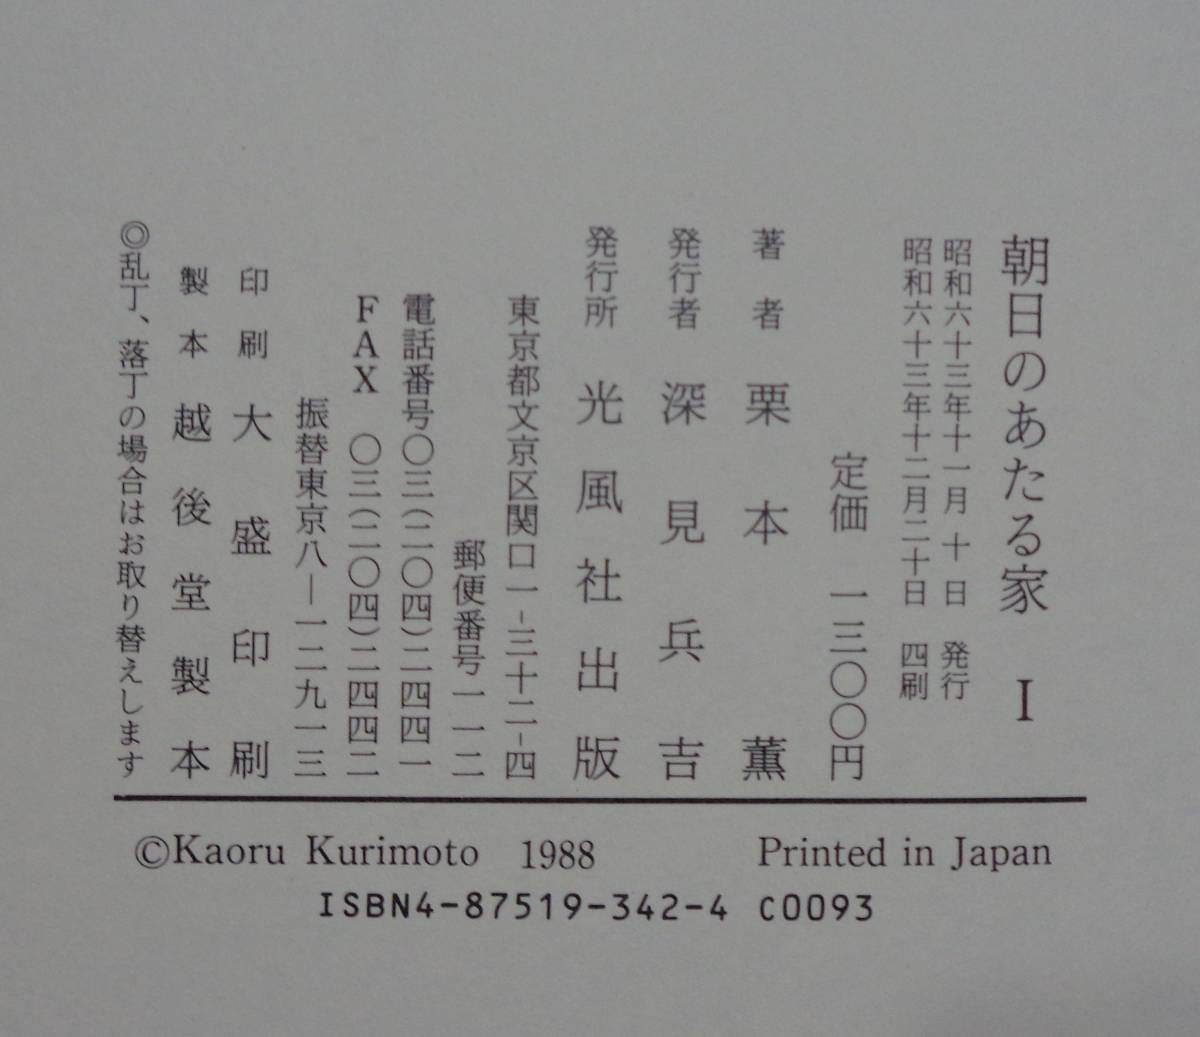 朝日のあたる家 Ⅰ
昭和六十三年十一月十日 発行
昭和六十三年十二月二十日 四刷
定価 一三〇〇円
著者 栗本薫
発行者 深見兵吉
発行所 光風社出版
東京都文京区関口一-三十二-四
郵便番号一一二
電話番号〇三(二〇四)二四四一
FAX 〇三(二〇四)二四四二
振替東京八―一二九一三
印刷 大盛印刷
製本 越後堂製本
◎乱丁、落丁の場合はお取り替えします
©Kaoru Kurimoto 1988 Printed in Japan
ISBN4-87519-342-4 C0093